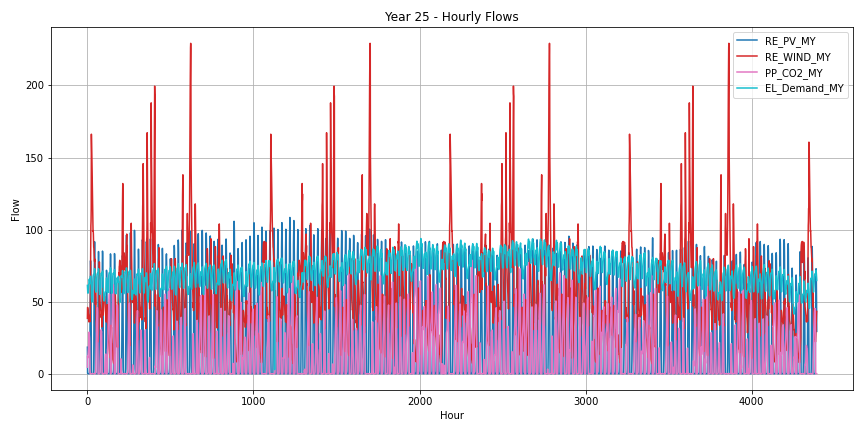 Year 25 - Hourly Flows
RE_PV_MY
RE_WIND_MY
PP_CO2_MY
EL_Demand_MY
200
150
100
50
0
Flow
0 1000 2000 3000 4000
Hour